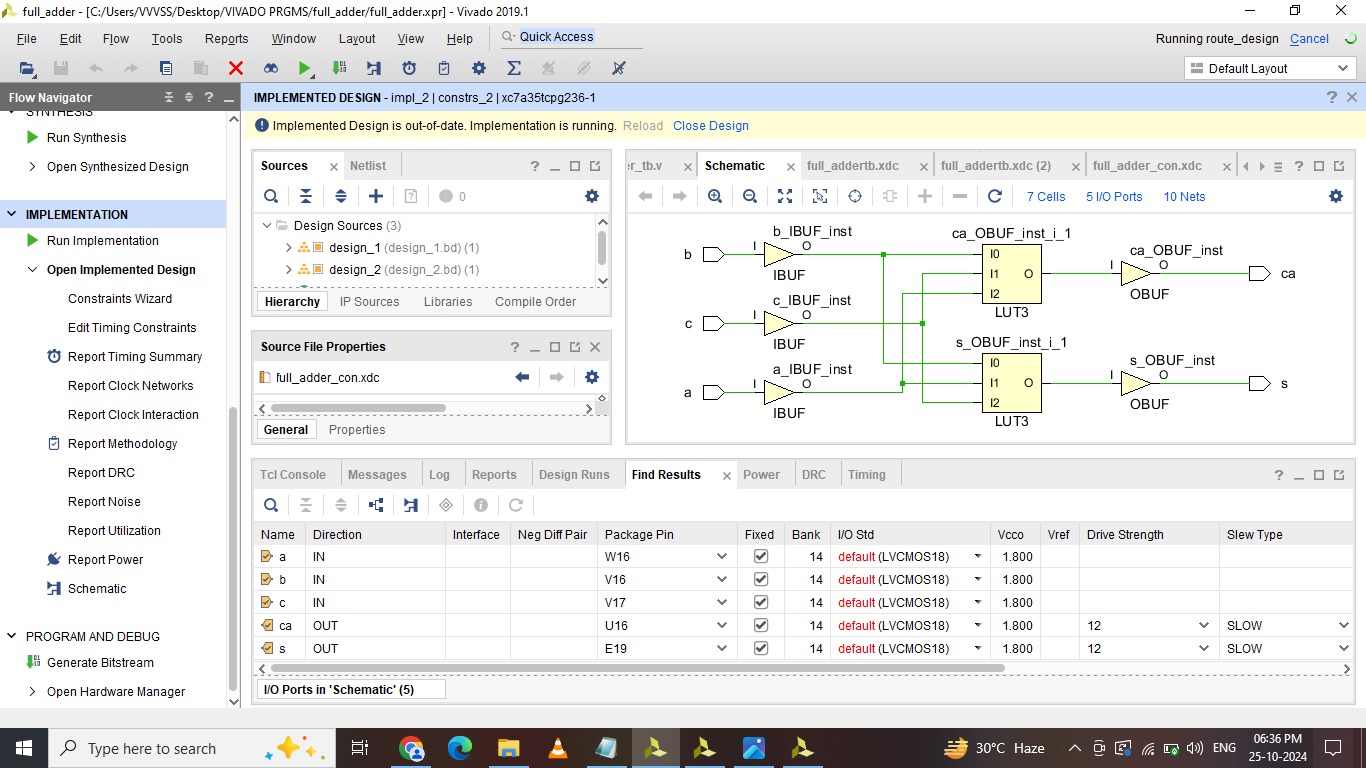 full_adder - [C:/Users/VVVSS/Desktop/VIVADO PRGMS/full_adder/full_adder.xpr] - Vivado 2019.1
File Edit Flow Tools Reports Window Layout View Help Quick Access
Running route_design Cancel
Default Layout
Flow Navigator
SYNTHESIS
Run Synthesis
Open Synthesized Design
IMPLEMENTATION
Run Implementation
Open Implemented Design
Constraints Wizard
Edit Timing Constraints
Report Timing Summary
Report Clock Networks
Report Clock Interaction
Report Methodology
Report DRC
Report Noise
Report Utilization
Report Power
Schematic
PROGRAM AND DEBUG
Generate Bitstream
Open Hardware Manager
IMPLEMENTED DESIGN - impl_2 | constrs_2 | xc7a35tcpg236-1
Implemented Design is out-of-date. Implementation is running. Reload Close Design
Sources Netlist
0
Design Sources (3)
design_1 (design_1.bd) (1)
design_2 (design_2.bd) (1)
Hierarchy IP Sources Libraries Compile Order
Source File Properties
full_adder_con.xdc
General Properties
er_tb.v Schematic full_addertb.xdc full_addertb.xdc (2) full_adder_con.xdc
7 Cells 5 I/O Ports 10 Nets
b_IBUF_inst
b I O
IBUF
c_IBUF_inst
c I O
IBUF
a_IBUF_inst
a I O
IBUF
ca_OBUF_inst_i_1
I0
I1 O
I2
LUT3
s_OBUF_inst_i_1
I0
I1 O
I2
LUT3
ca_OBUF_inst
I O ca
OBUF
s_OBUF_inst
I O s
OBUF
Tcl Console Messages Log Reports Design Runs Find Results Power DRC Timing
Name Direction Interface Neg Diff Pair Package Pin Fixed Bank I/O Std Vcco Vref Drive Strength Slew Type
a IN W16 14 default (LVCMOS18) 1.800
b IN V16 14 default (LVCMOS18) 1.800
c IN V17 14 default (LVCMOS18) 1.800
ca OUT U16 14 default (LVCMOS18) 1.800 12 SLOW
s OUT E19 14 default (LVCMOS18) 1.800 12 SLOW
I/O Ports in 'Schematic' (5)
Type here to search
30°C Haze
ENG
06:36 PM
25-10-2024